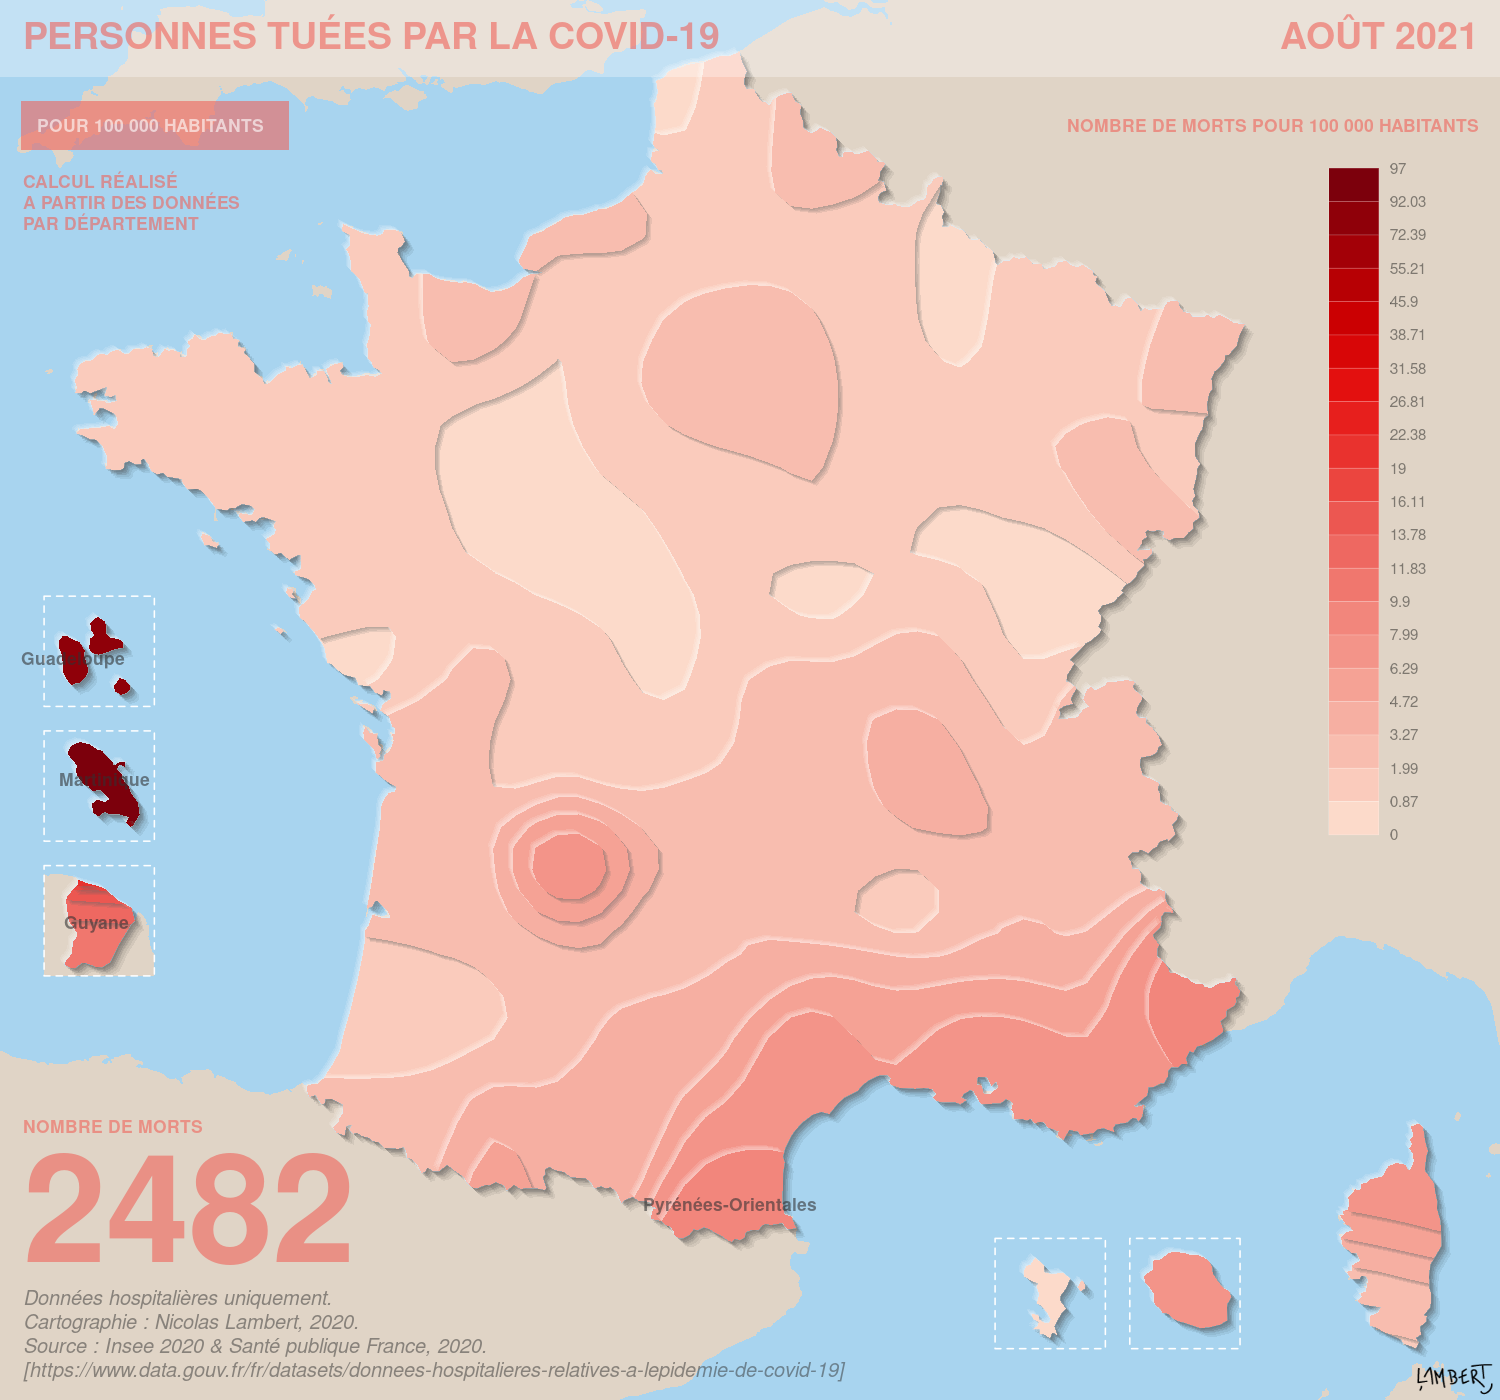 PERSONNES TUÉES PAR LA COVID-19
AOÛT 2021
POUR 100 000 HABITANTS
CALCUL RÉALISÉ
A PARTIR DES DONNÉES
PAR DÉPARTEMENT
NOMBRE DE MORTS POUR 100 000 HABITANTS
97
92.03
72.39
55.21
45.9
38.71
31.58
26.81
22.38
19
16.11
13.78
11.83
9.9
7.99
6.29
4.72
3.27
1.99
0.87
0
Guadeloupe
Martinique
Guyane
Pyrénées-Orientales
NOMBRE DE MORTS
2482
Données hospitalières uniquement.
Cartographie : Nicolas Lambert, 2020.
Source : Insee 2020 & Santé publique France, 2020.
[https://www.data.gouv.fr/fr/datasets/donnees-hospitalieres-relatives-a-lepidemie-de-covid-19]
LAMBERT